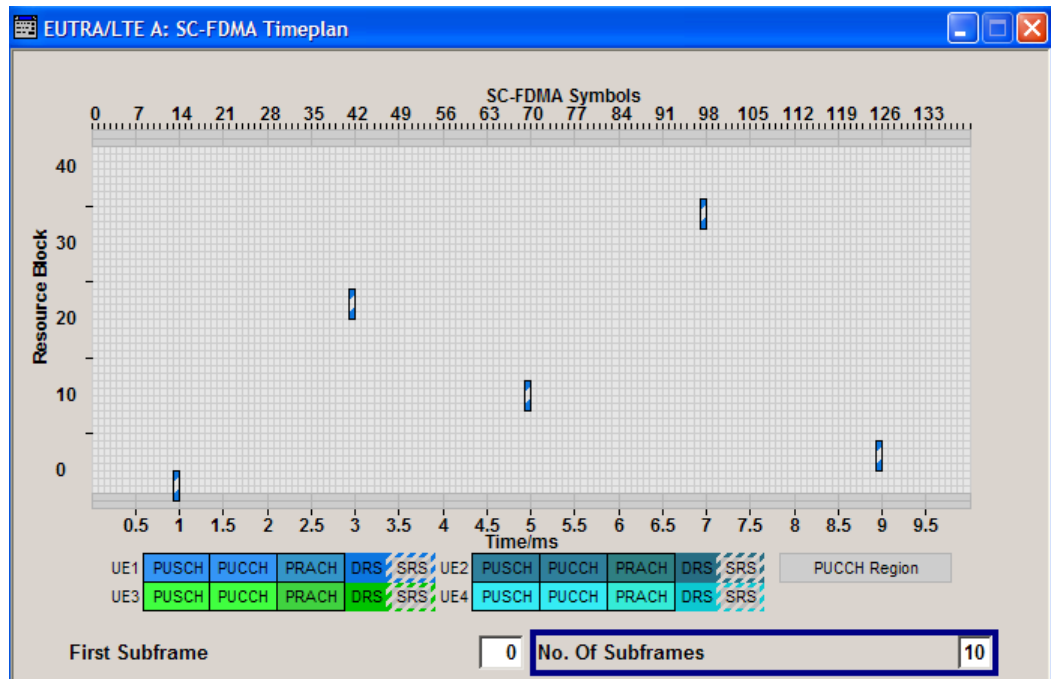 EUTRA/LTE A: SC-FDMA Timeplan
SC-FDMA Symbols
0 7 14 21 28 35 42 49 56 63 70 77 84 91 98 105 112 119 126 133
Resource Block
40
30
20
10
0
0.5 1 1.5 2 2.5 3 3.5 4 4.5 5 5.5 6 6.5 7 7.5 8 8.5 9 9.5
Time/ms
UE1 PUSCH PUCCH PRACH DRS SRS UE2 PUSCH PUCCH PRACH DRS SRS PUCCH Region
UE3 PUSCH PUCCH PRACH DRS SRS UE4 PUSCH PUCCH PRACH DRS SRS
First Subframe 0 No. Of Subframes 10